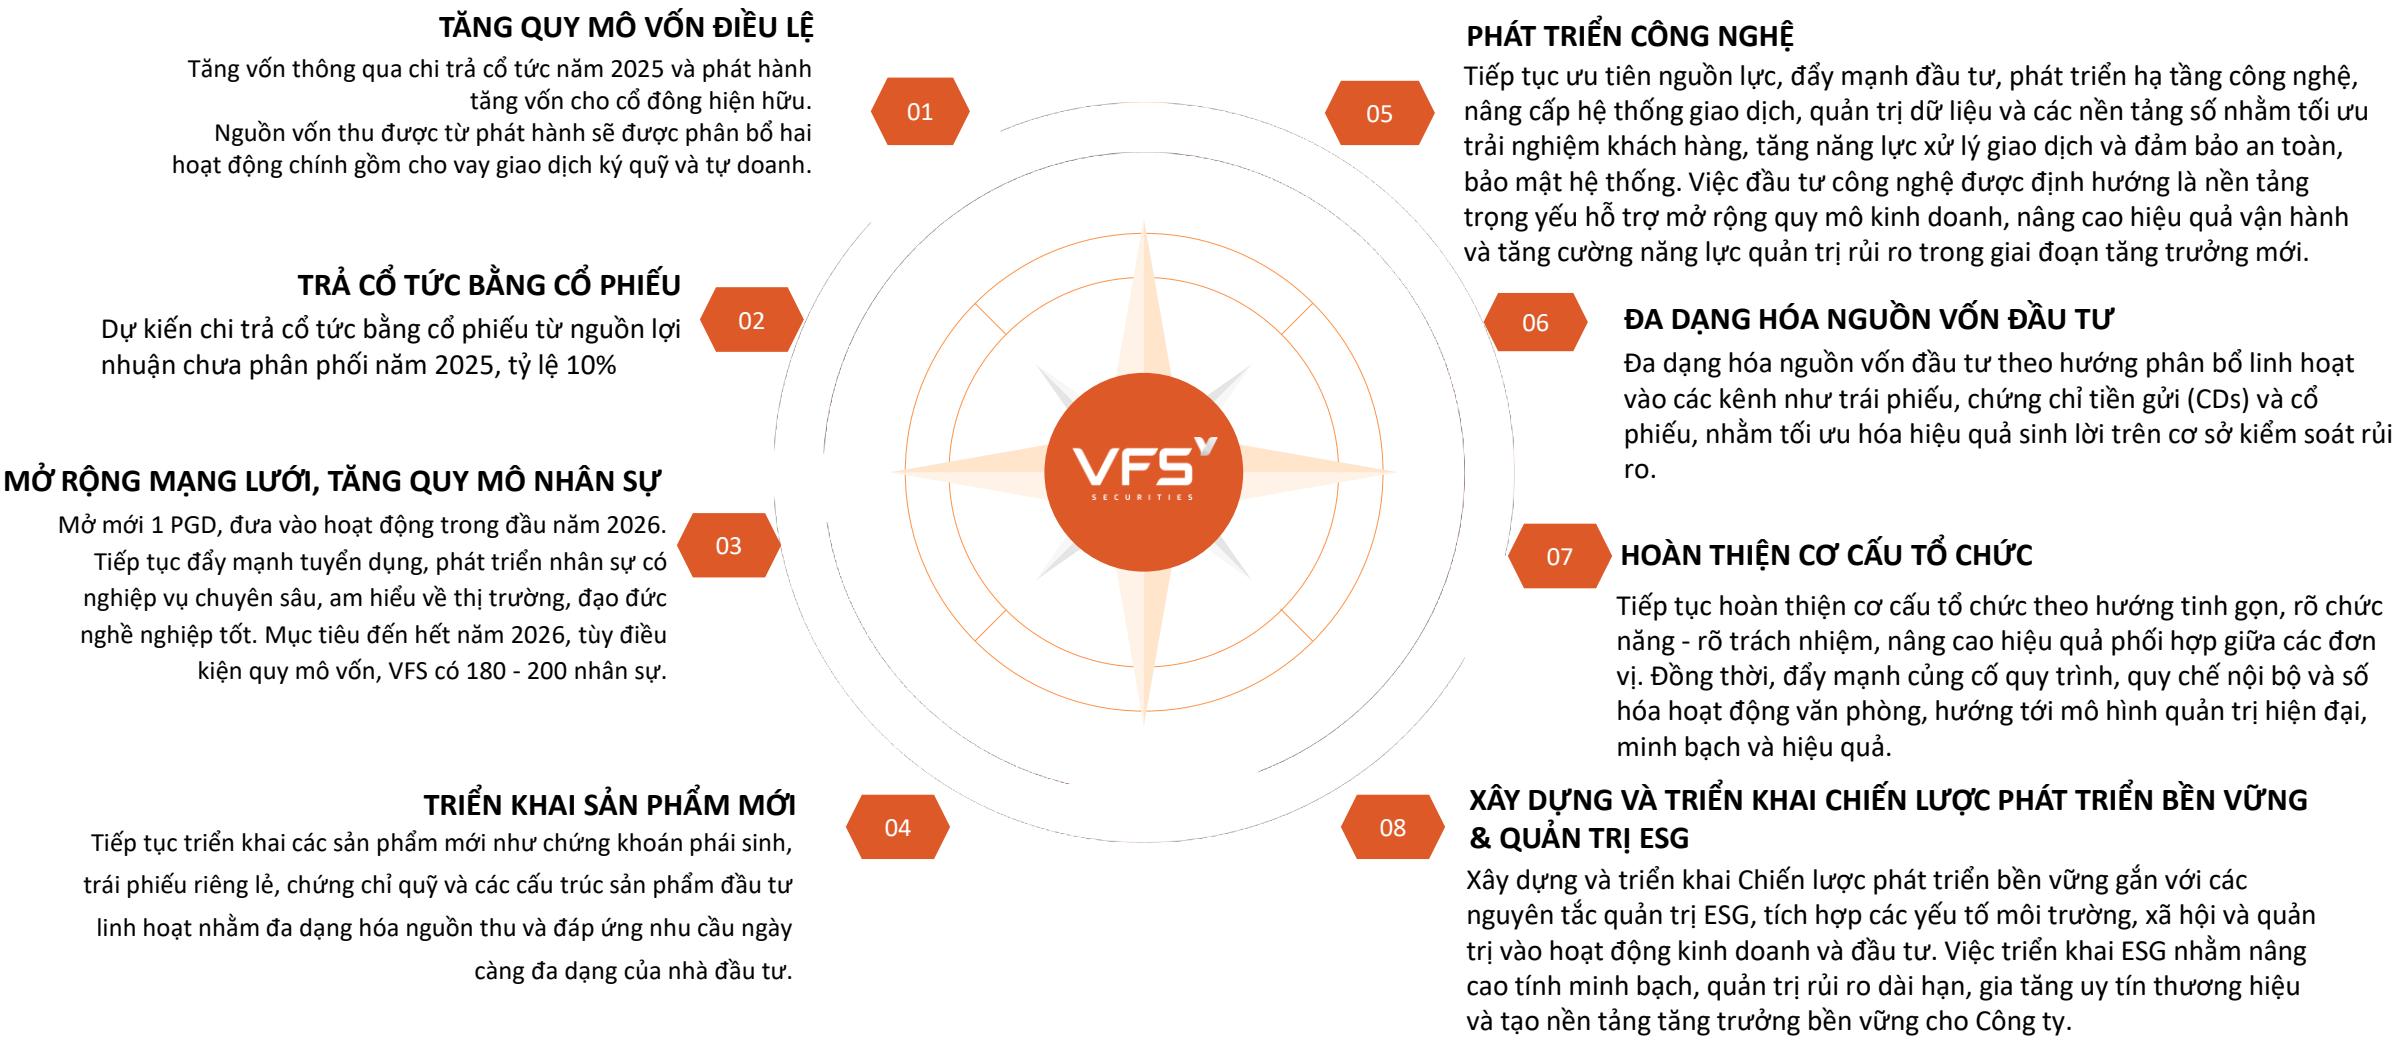 TĂNG QUY MÔ VỐN ĐIỀU LỆ
Tăng vốn thông qua chi trả cổ tức năm 2025 và phát hành
tăng vốn cho cổ đông hiện hữu.
Nguồn vốn thu được từ phát hành sẽ được phân bổ hai
hoạt động chính gồm cho vay giao dịch ký quỹ và tự doanh.
01
TRẢ CỔ TỨC BẰNG CỔ PHIẾU
Dự kiến chi trả cổ tức bằng cổ phiếu từ nguồn lợi
nhuận chưa phân phối năm 2025, tỷ lệ 10%
02
MỞ RỘNG MẠNG LƯỚI, TĂNG QUY MÔ NHÂN SỰ
Mở mới 1 PGD, đưa vào hoạt động trong đầu năm 2026.
Tiếp tục đẩy mạnh tuyển dụng, phát triển nhân sự có
nghiệp vụ chuyên sâu, am hiểu về thị trường, đạo đức
nghề nghiệp tốt. Mục tiêu đến hết năm 2026, tùy điều
kiện quy mô vốn, VFS có 180 - 200 nhân sự.
03
TRIỂN KHAI SẢN PHẨM MỚI
Tiếp tục triển khai các sản phẩm mới như chứng khoán phái sinh,
trái phiếu riêng lẻ, chứng chỉ quỹ và các cấu trúc sản phẩm đầu tư
linh hoạt nhằm đa dạng hóa nguồn thu và đáp ứng nhu cầu ngày
càng đa dạng của nhà đầu tư.
04
VFS
SECURITIES
05
PHÁT TRIỂN CÔNG NGHỆ
Tiếp tục ưu tiên nguồn lực, đẩy mạnh đầu tư, phát triển hạ tầng công nghệ,
nâng cấp hệ thống giao dịch, quản trị dữ liệu và các nền tảng số nhằm tối ưu
trải nghiệm khách hàng, tăng năng lực xử lý giao dịch và đảm bảo an toàn,
bảo mật hệ thống. Việc đầu tư công nghệ được định hướng là nền tảng
trọng yếu hỗ trợ mở rộng quy mô kinh doanh, nâng cao hiệu quả vận hành
và tăng cường năng lực quản trị rủi ro trong giai đoạn tăng trưởng mới.
06
ĐA DẠNG HÓA NGUỒN VỐN ĐẦU TƯ
Đa dạng hóa nguồn vốn đầu tư theo hướng phân bổ linh hoạt
vào các kênh như trái phiếu, chứng chỉ tiền gửi (CDs) và cổ
phiếu, nhằm tối ưu hóa hiệu quả sinh lời trên cơ sở kiểm soát rủi
ro.
07
HOÀN THIỆN CƠ CẤU TỔ CHỨC
Tiếp tục hoàn thiện cơ cấu tổ chức theo hướng tinh gọn, rõ chức
năng - rõ trách nhiệm, nâng cao hiệu quả phối hợp giữa các đơn
vị. Đồng thời, đẩy mạnh củng cố quy trình, quy chế nội bộ và số
hóa hoạt động văn phòng, hướng tới mô hình quản trị hiện đại,
minh bạch và hiệu quả.
08
XÂY DỰNG VÀ TRIỂN KHAI CHIẾN LƯỢC PHÁT TRIỂN BỀN VỮNG
& QUẢN TRỊ ESG
Xây dựng và triển khai Chiến lược phát triển bền vững gắn với các
nguyên tắc quản trị ESG, tích hợp các yếu tố môi trường, xã hội và quản
trị vào hoạt động kinh doanh và đầu tư. Việc triển khai ESG nhằm nâng
cao tính minh bạch, quản trị rủi ro dài hạn, gia tăng uy tín thương hiệu
và tạo nền tảng tăng trưởng bền vững cho Công ty.